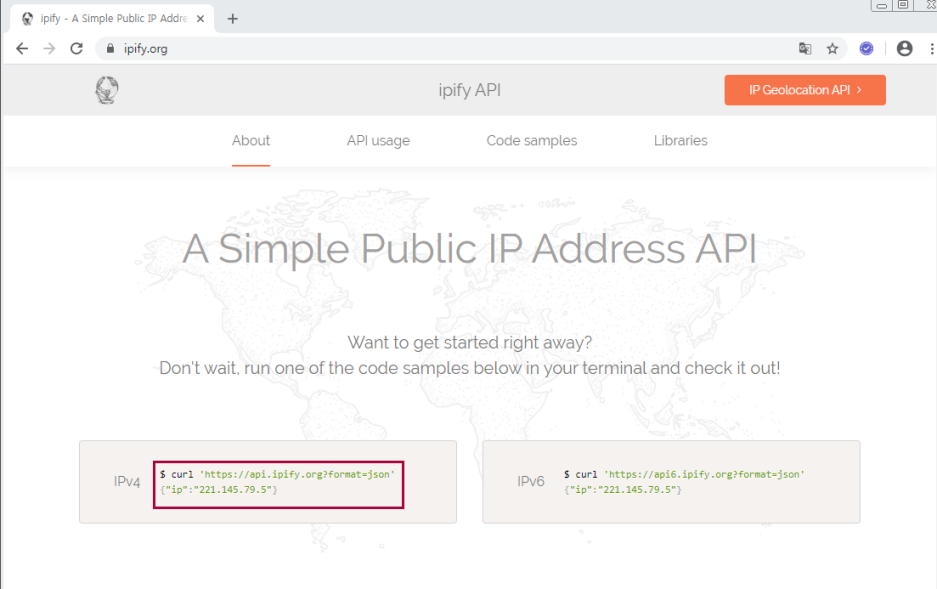 ipify - A Simple Public IP Addre
ipify.org
ipify API
IP Geolocation API
About
API usage
Code samples
Libraries
A Simple Public IP Address API
Want to get started right away?
Don't wait, run one of the code samples below in your terminal and check it out!
IPv4
$ curl 'https://api.ipify.org?format=json'
{"ip":"221.145.79.5"}
IPv6
$ curl 'https://api6.ipify.org?format=json'
{"ip":"221.145.79.5"}